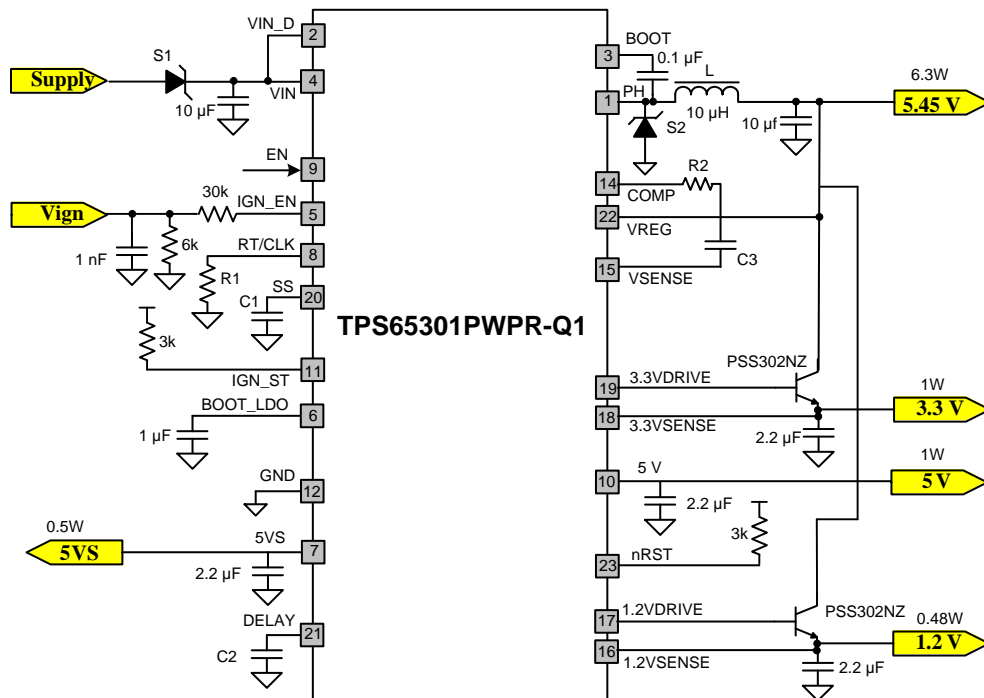 VIN_D
2
S1
Supply
4
VIN
10 µF
EN
9
30k
IGN_EN
Vign
5
6k
1 nF
RT/CLK
8
R1
SS
20
C1
3k
11
IGN_ST
BOOT_LDO
6
1 µF
GND
12
0.5W
5VS
5VS
7
2.2 µF
DELAY
21
C2
TPS65301PWPR-Q1
3
BOOT
0.1 µF
L
6.3W
1
PH
5.45 V
S2
10 µH
10 µf
14
R2
COMP
22
VREG
C3
15
VSENSE
PSS302NZ
19
3.3VDRIVE
1W
3.3 V
18
3.3VSENSE
2.2 µF
1W
10
5 V
5 V
2.2 µF
3k
23
nRST
17
1.2VDRIVE
PSS302NZ
0.48W
1.2 V
16
1.2VSENSE
2.2 µF